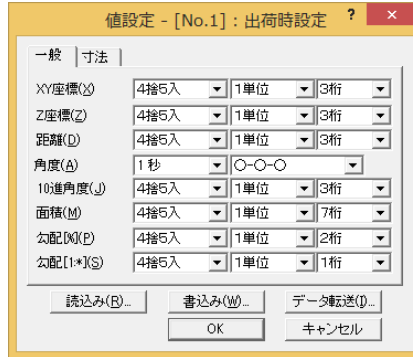 値設定 - [No.1] : 出荷時設定 ? ×
一般 寸法
XY座標(X) 4捨5入 1単位 3桁
Z座標(Z) 4捨5入 1単位 3桁
距離(D) 4捨5入 1単位 3桁
角度(A) 1秒 ○-○-○
10進角度(J) 4捨5入 1単位 3桁
面積(M) 4捨5入 1単位 7桁
勾配[%](P) 4捨5入 1単位 2桁
勾配[1:*](S) 4捨5入 1単位 1桁
読込み(R)... 書込み(W)... データ転送(I)...
OK キャンセル